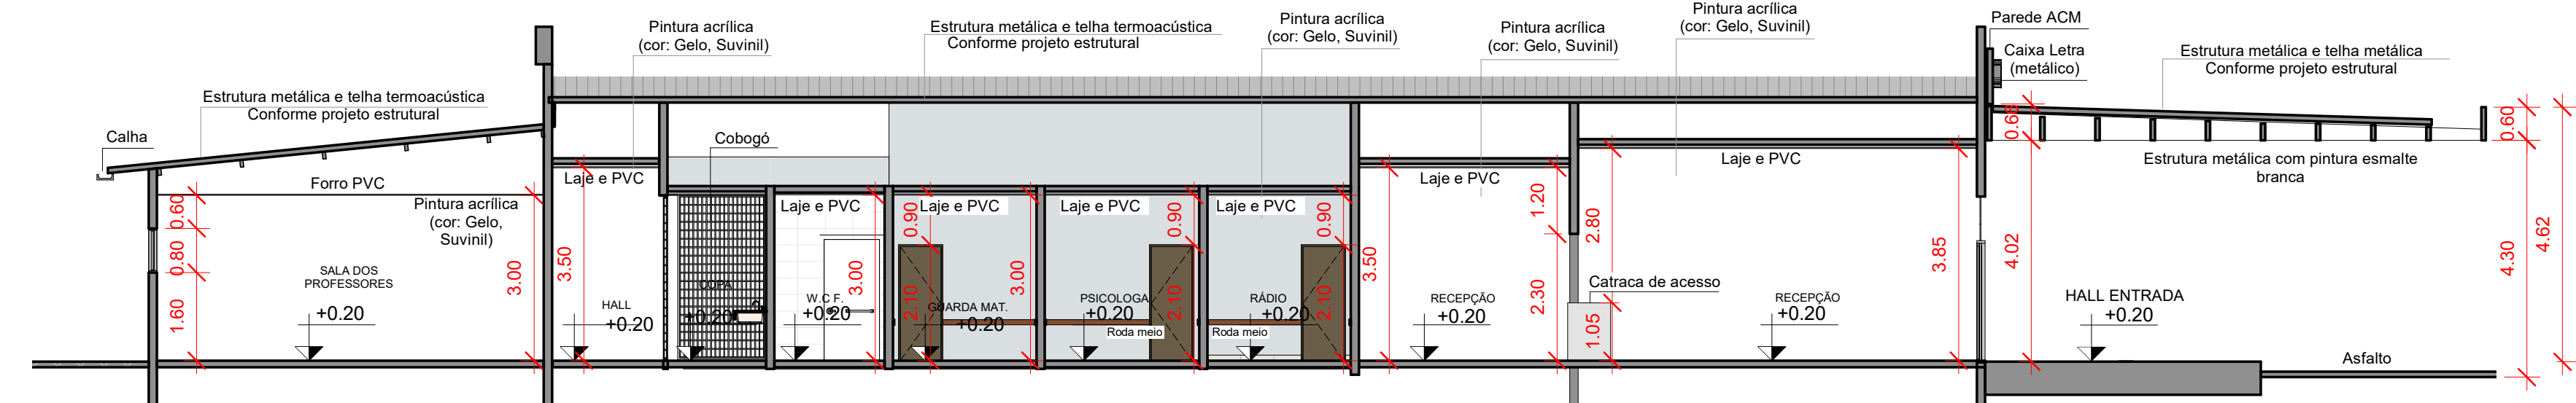 Pintura acrílica
(cor: Gelo, Suvinil)
Estrutura metálica e telha termoacústica
Conforme projeto estrutural
Pintura acrílica
(cor: Gelo, Suvinil)
Pintura acrílica
(cor: Gelo, Suvinil)
Pintura acrílica
(cor: Gelo, Suvinil)
Parede ACM
Caixa Letra
(metálico)
Estrutura metálica e telha metálica
Conforme projeto estrutural
Estrutura metálica e telha termoacústica
Conforme projeto estrutural
Calha
Cobogó
Forro PVC
Laje e PVC
Laje e PVC
Laje e PVC
Laje e PVC
Laje e PVC
Laje e PVC
Laje e PVC
Pintura acrílica
(cor: Gelo,
Suvinil)
Estrutura metálica com pintura esmalte
branca
0.60
0.80
1.60
3.00
3.50
3.00
0.90
2.10
3.00
0.90
2.10
0.90
2.10
3.50
1.20
2.30
2.80
1.05
3.85
0.68
4.02
0.60
4.30
4.62
SALA DOS
PROFESSORES
+0.20
HALL
+0.20
COPA
+0.20
W.C F.
+0.20
GUARDA MAT.
+0.20
PSICOLOGA
+0.20
Roda meio
RÁDIO
+0.20
Roda meio
RECEPÇÃO
+0.20
Catraca de acesso
RECEPÇÃO
+0.20
HALL ENTRADA
+0.20
Asfalto